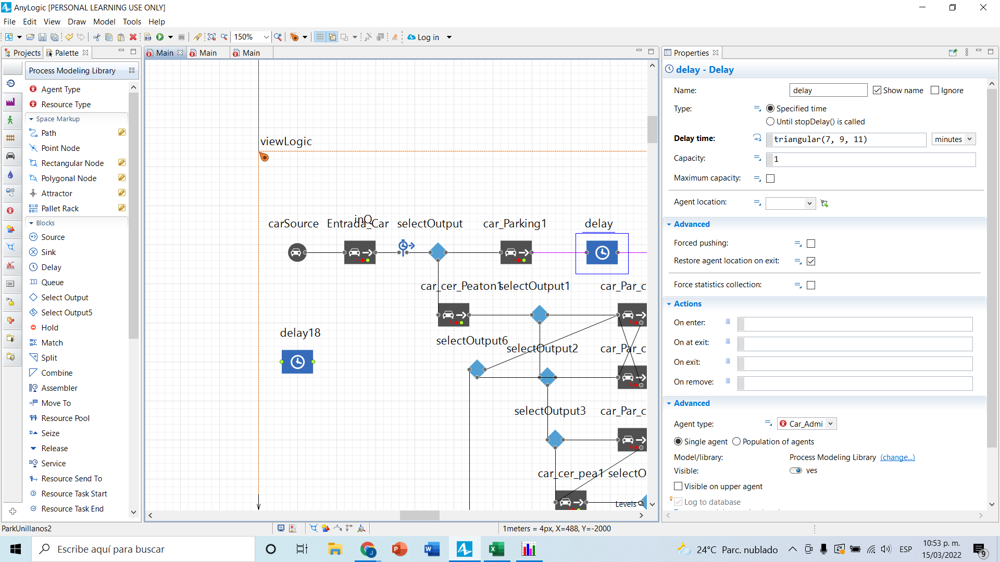 AnyLogic [PERSONAL LEARNING USE ONLY]
File Edit View Draw Model Tools Help
150%
Log in
Projects Palette
Main Main Main
Properties
Process Modeling Library
Agent Type
Resource Type
Space Markup
Path
Point Node
Rectangular Node
Polygonal Node
Attractor
Pallet Rack
Blocks
Source
Sink
Delay
Queue
Select Output
Select Output5
Hold
Match
Split
Combine
Assembler
Move To
Resource Pool
Seize
Release
Service
Resource Send To
Resource Task Start
Resource Task End
viewLogic
carSource Entrada_Car inQ selectOutput car_Parking1 delay
car_cer_Peaton1 selectOutput1 car_Par_c
delay18
selectOutput6 selectOutput2 car_Par_c
selectOutput3 car_Par_c
car_cer_pea1 selectO
Levels
delay - Delay
Name: delay Show name Ignore
Type: Specified time
Until stopDelay() is called
Delay time: triangular(7, 9, 11) minutes
Capacity: 1
Maximum capacity:
Agent location:
Advanced
Forced pushing:
Restore agent location on exit:
Force statistics collection:
Actions
On enter:
On at exit:
On exit:
On remove:
Advanced
Agent type: Car_Admi
Single agent Population of agents
Model/library: Process Modeling Library (change...)
Visible: yes
Visible on upper agent
Log to database
ParkUnillanos2
1meters = 4px, X=488, Y=-2000
Escribe aquí para buscar
24°C Parc. nublado
ESP
10:53 p. m.
15/03/2022
9